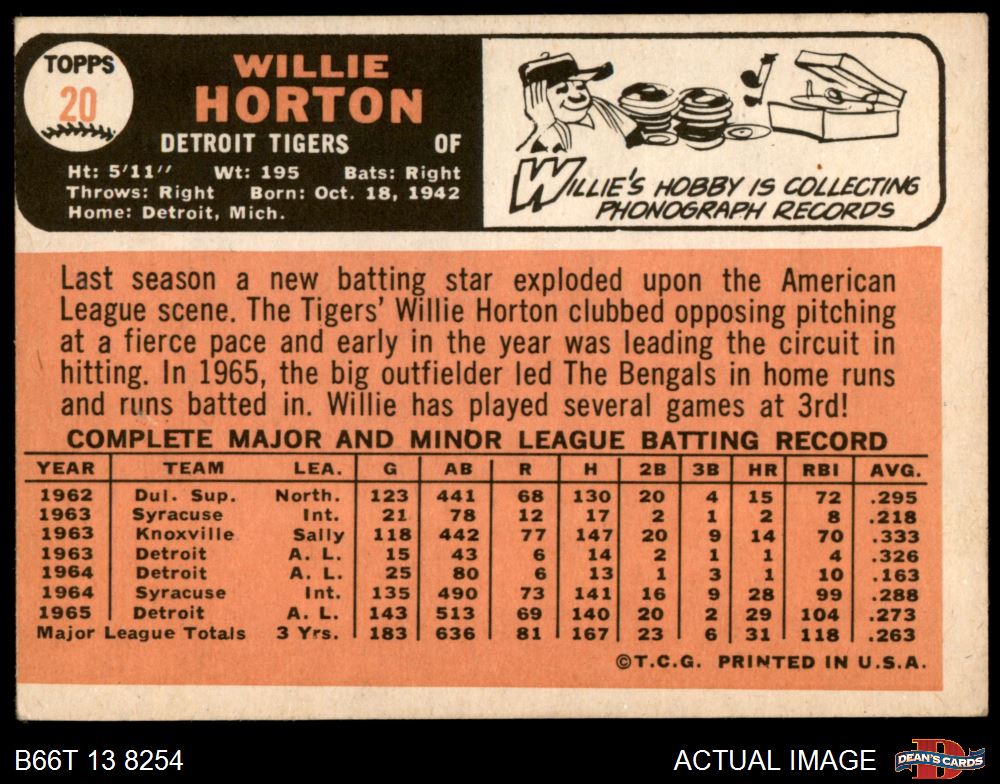 TOPPS
20
WILLIE
HORTON
DETROIT TIGERS OF
Ht: 5'11" Wt: 195 Bats: Right
Throws: Right Born: Oct. 18, 1942
Home: Detroit, Mich.
WILLIE'S HOBBY IS COLLECTING
PHONOGRAPH RECORDS
Last season a new batting star exploded upon the American
League scene. The Tigers' Willie Horton clubbed opposing pitching
at a fierce pace and early in the year was leading the circuit in
hitting. In 1965, the big outfielder led The Bengals in home runs
and runs batted in. Willie has played several games at 3rd!
COMPLETE MAJOR AND MINOR LEAGUE BATTING RECORD
YEAR TEAM LEA. G AB R H 2B 3B HR RBI AVG.
1962 Dul. Sup. North. 123 441 68 130 20 4 15 72 .295
1963 Syracuse Int. 21 78 12 17 2 1 2 8 .218
1963 Knoxville Sally 118 442 77 147 20 9 14 70 .333
1963 Detroit A. L. 15 43 6 14 2 1 1 4 .326
1964 Detroit A. L. 25 80 6 13 1 3 1 10 .163
1964 Syracuse Int. 135 490 73 141 16 9 28 99 .288
1965 Detroit A. L. 143 513 69 140 20 2 29 104 .273
Major League Totals 3 Yrs. 183 636 81 167 23 6 31 118 .263
©T.C.G. PRINTED IN U.S.A.
B66T 13 8254 ACTUAL IMAGE DEAN'S CARDS